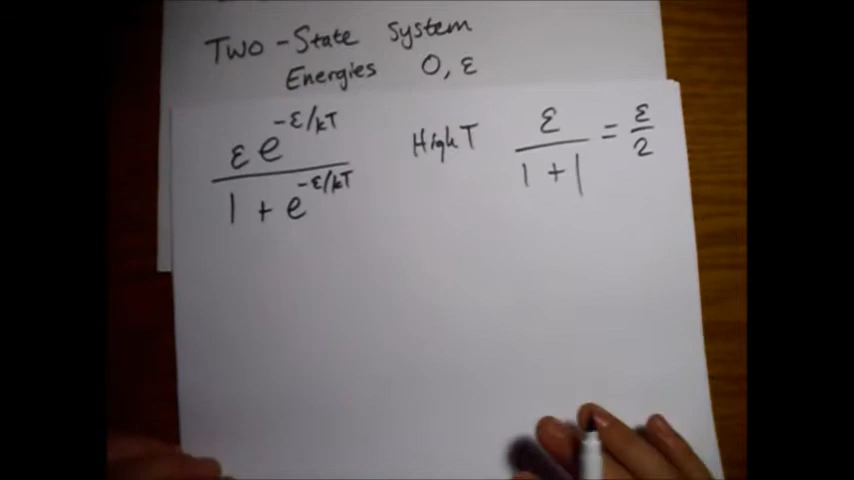 Two-State System
Energies 0, ε
εe^{-ε/kT} / (1 + e^{-ε/kT})
High T ε / (1 + 1) = ε/2